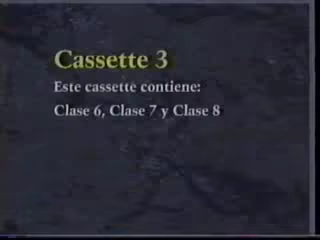 Cassette 3
Este cassette contiene:
Clase 6, Clase 7 y Clase 8